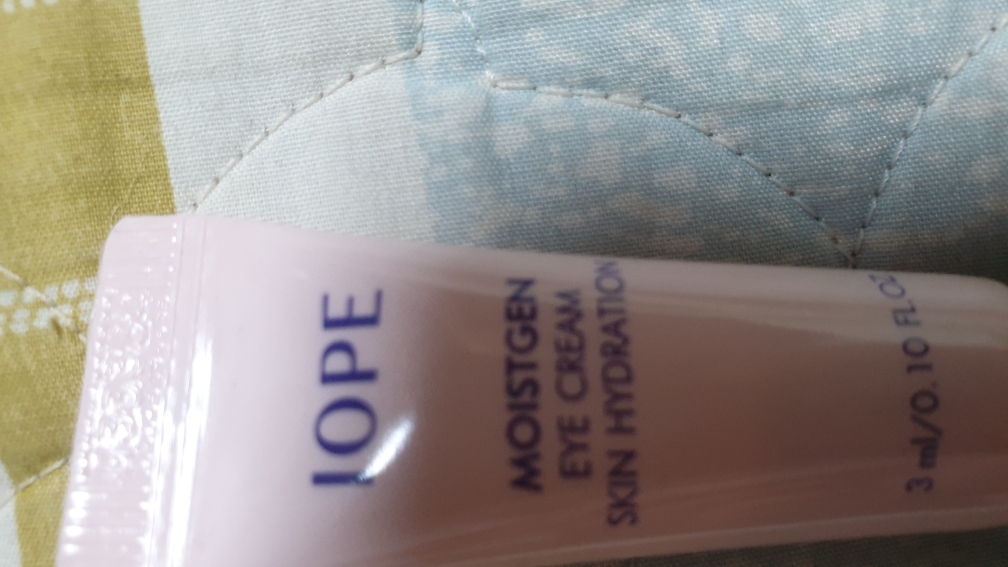 IOPE
MOISTGEN
EYE CREAM
SKIN HYDRATION
3 ml/0.10 FL.OZ